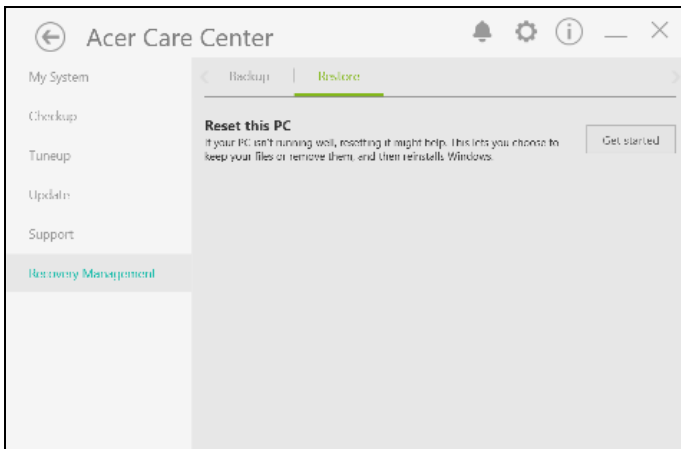 Acer Care Center
My System
Checkup
Tuneup
Update
Support
Recovery Management
Backup | Restore
Reset this PC
If your PC isn't running well, resetting it might help. This lets you choose to
keep your files or remove them, and then reinstalls Windows.
Get started